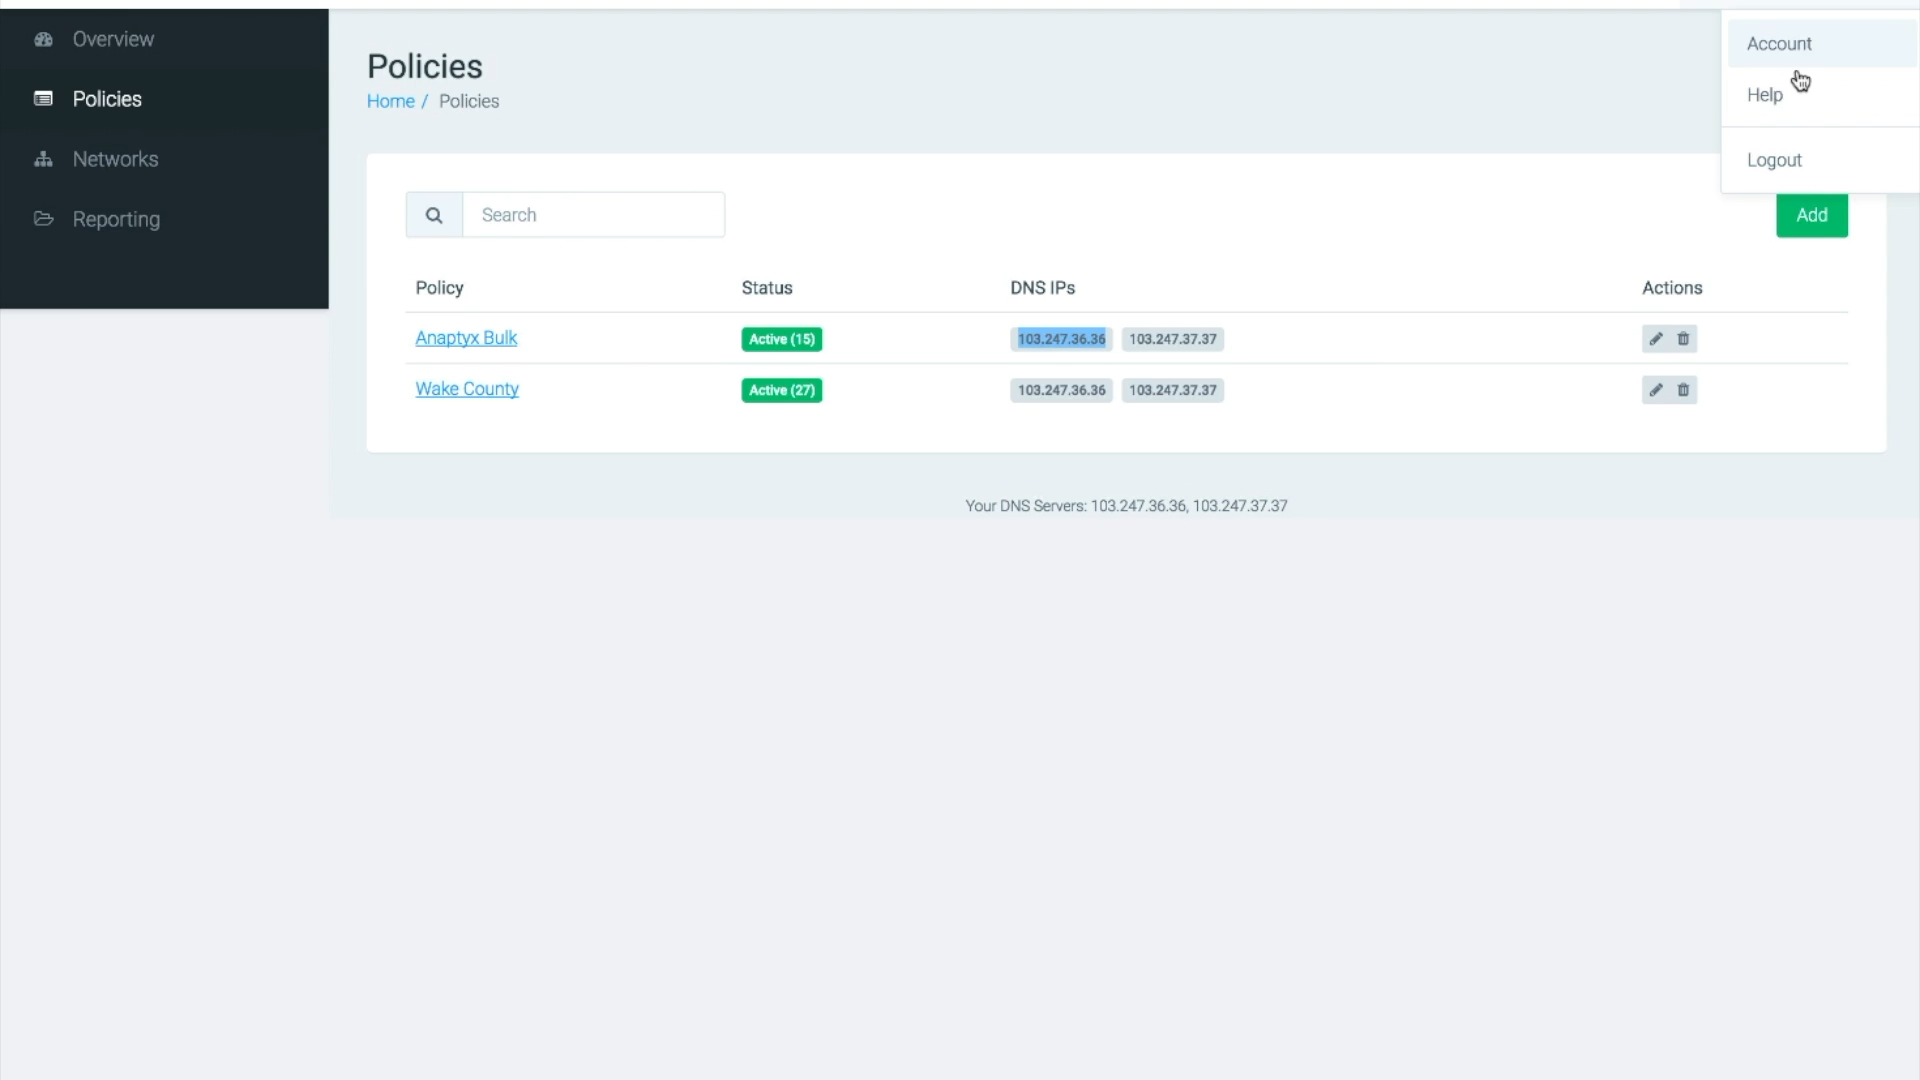 Overview
Policies
Networks
Reporting
Policies
Home / Policies
Account
Help
Logout
Search
Add
Policy Status DNS IPs Actions
Anaptyx Bulk Active (15) 103.247.36.36 103.247.37.37
Wake County Active (27) 103.247.36.36 103.247.37.37
Your DNS Servers: 103.247.36.36, 103.247.37.37